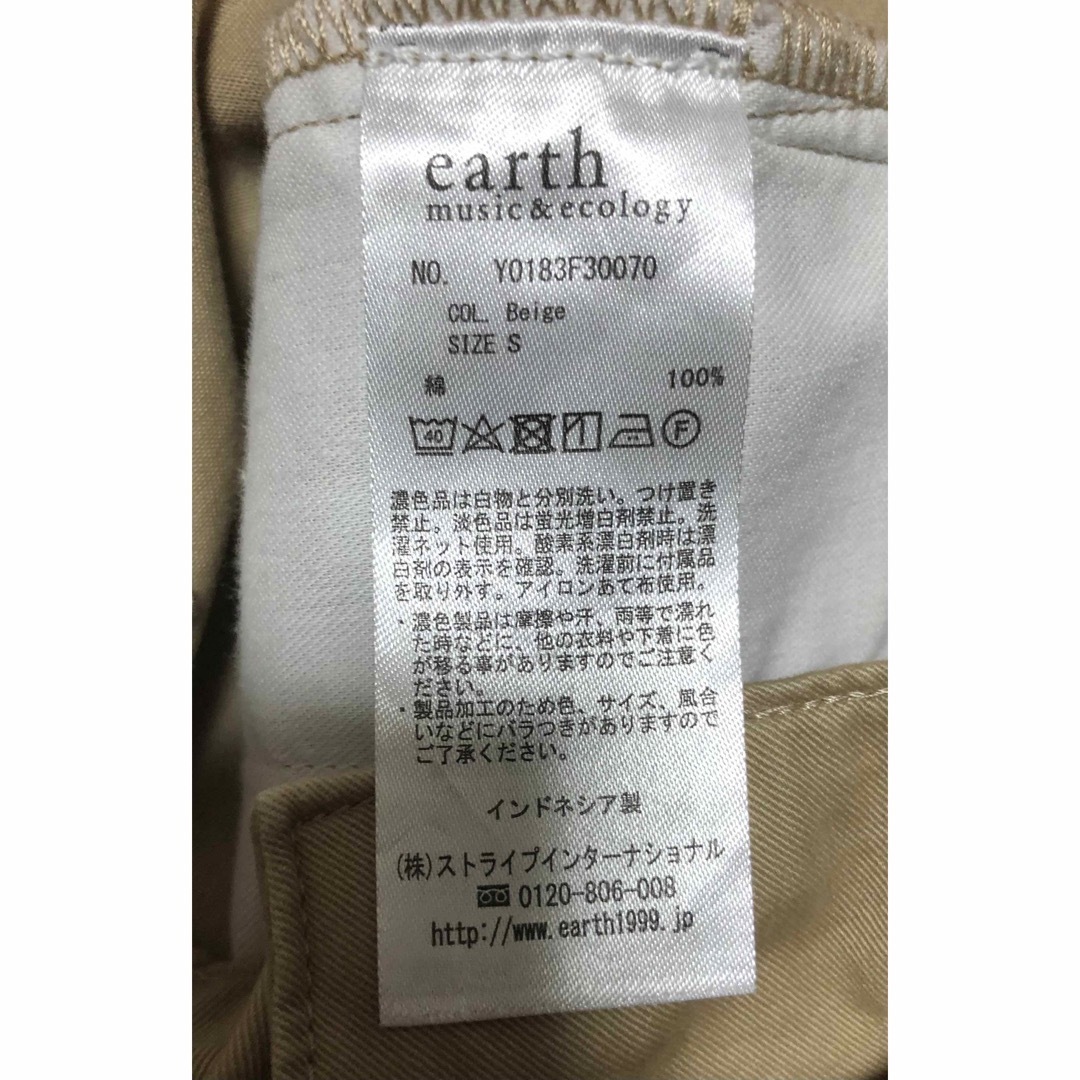 earth
music&ecology
NO. Y0183F30070
COL. Beige
SIZE S
綿 100%
40 F
濃色品は白物と分別洗い。つけ置き
禁止。淡色品は蛍光増白剤禁止。洗
濯ネット使用。酸素系漂白剤時は漂
白剤の表示を確認、洗濯前に付属品
を取り外す。アイロンあて布使用。
・濃色製品は摩擦や汗、雨等で濡れ
た時などに、他の衣料や下着に色
が移る事がありますのでご注意く
ださい。
・製品加工のため色、サイズ、風合
いなどにバラつきがありますので
ご了承ください。
インドネシア製
(株)ストライプインターナショナル
0120-806-008
http://www.earth1999.jp